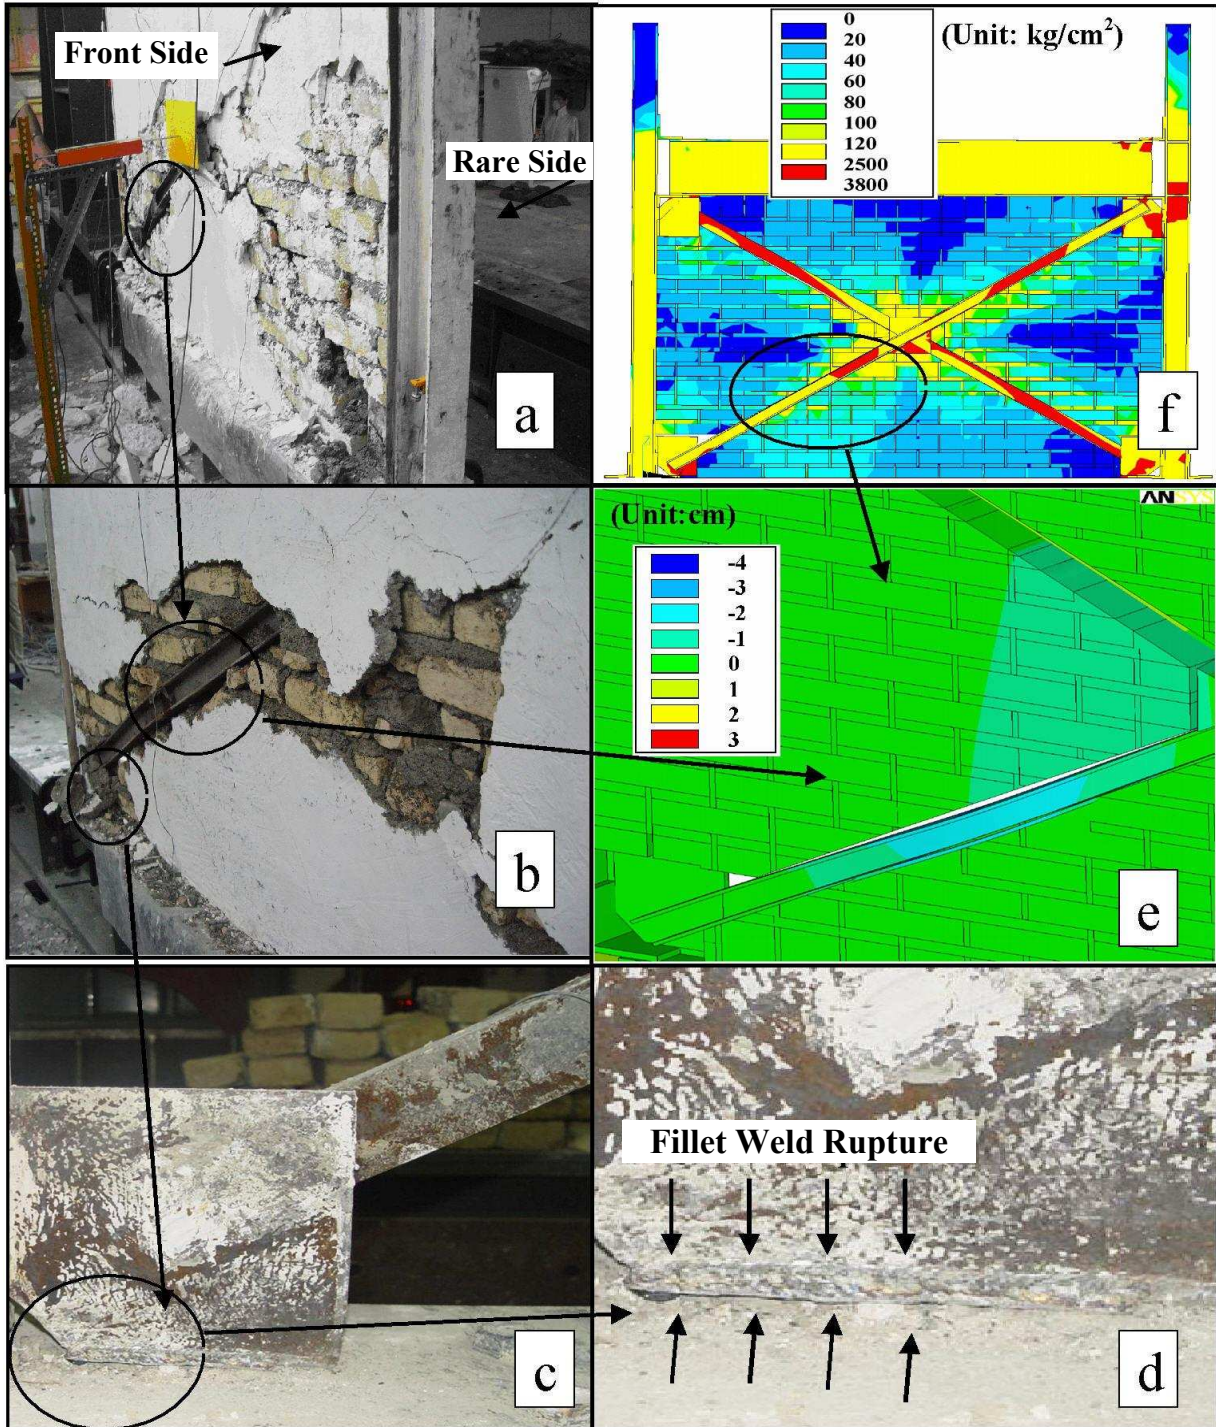 Front Side
Rare Side
a
0
20
40
60
80
100
120
2500
3800
(Unit: kg/cm²)
f
b
(Unit:cm)
-4
-3
-2
-1
0
1
2
3
ANSYS
e
c
Fillet Weld Rupture
d